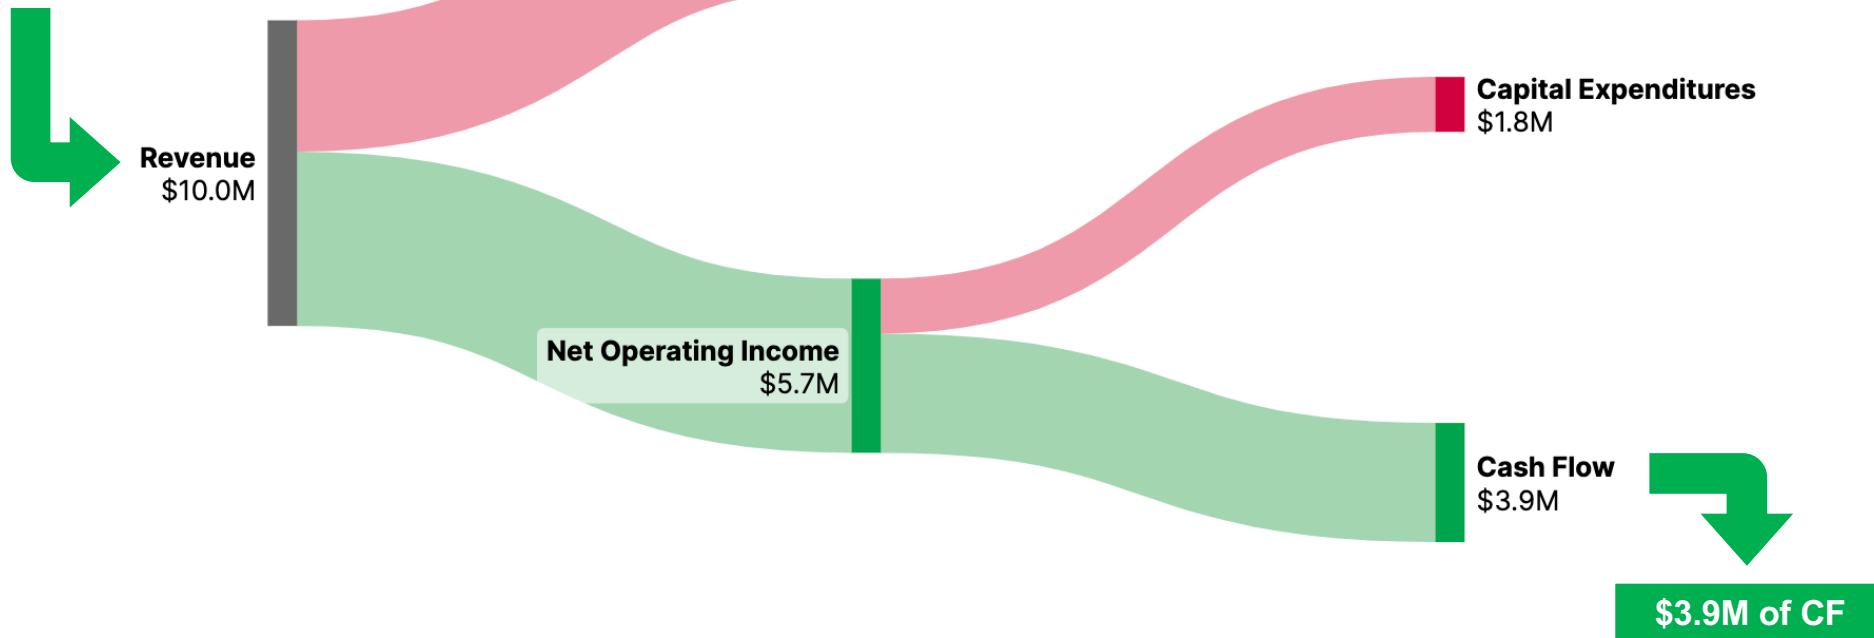 Capital Expenditures
$1.8M
Revenue
$10.0M
Net Operating Income
$5.7M
Cash Flow
$3.9M
$3.9M of CF